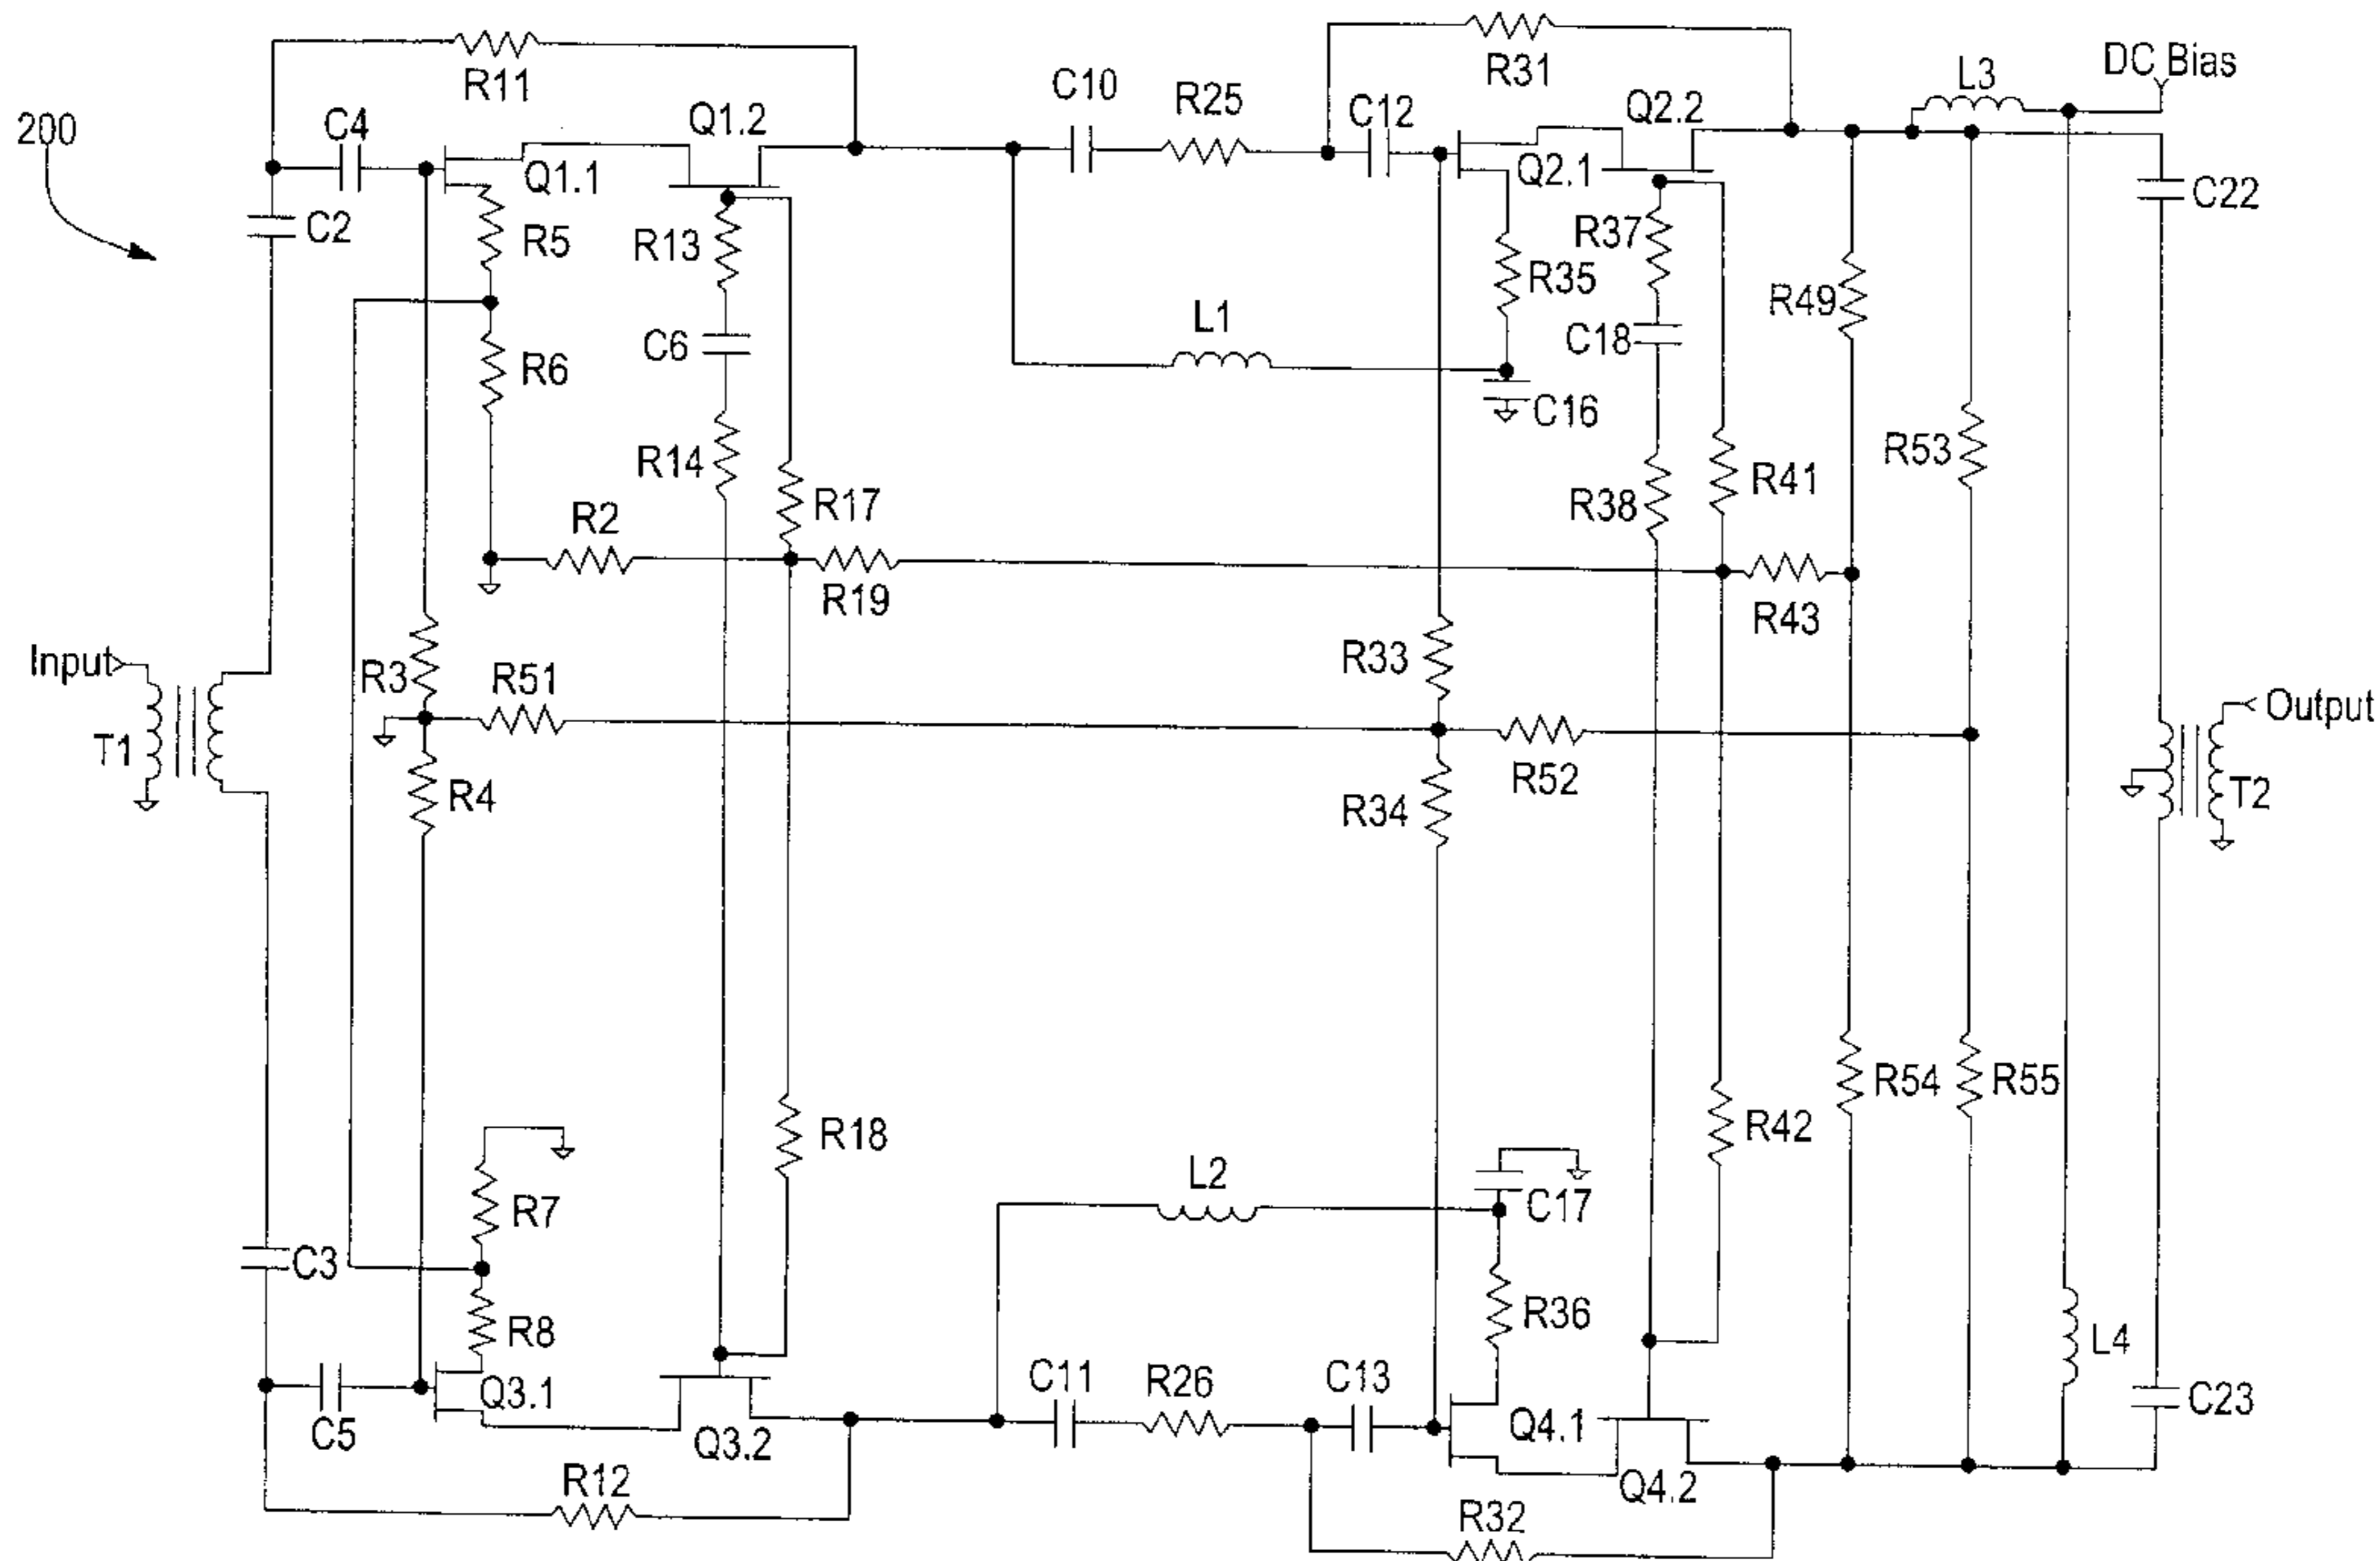 200
R11
C4
Q1.1
Q1.2
C2
R5
R13
R6
C6
R14
R17
R2
R19
Input
T1
R3
R51
R4
C10
R25
C12
R31
Q2.1
Q2.2
L3
DC Bias
C22
R37
R35
R49
L1
C18
C16
R53
R38
R41
R43
R33
R52
R34
Output
T2
R18
R54
R55
R42
R7
L2
C17
C3
R8
R36
L4
C5
Q3.1
Q3.2
C11
R26
C13
Q4.1
Q4.2
C23
R12
R32